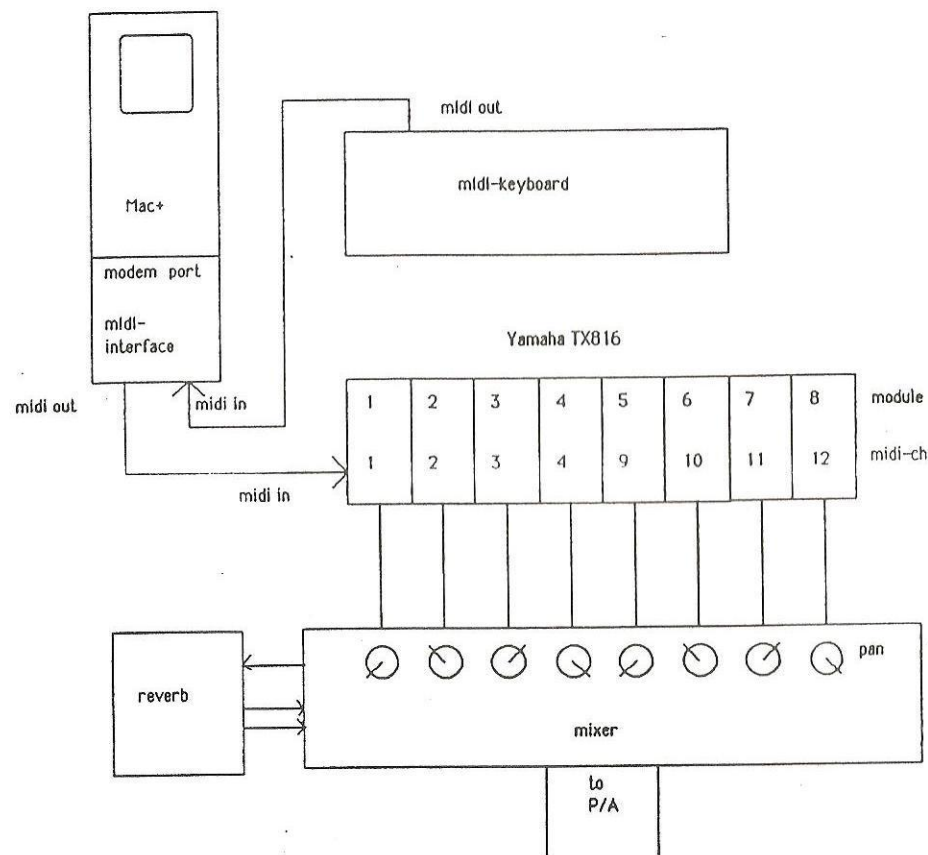 midi out
midi-keyboard
Mac+
modem port
midi-
interface
midi out
midi in
Yamaha TX816
1 2 3 4 5 6 7 8 module
1 2 3 4 9 10 11 12 midi-ch
midi in
pan
reverb
mixer
to
P/A